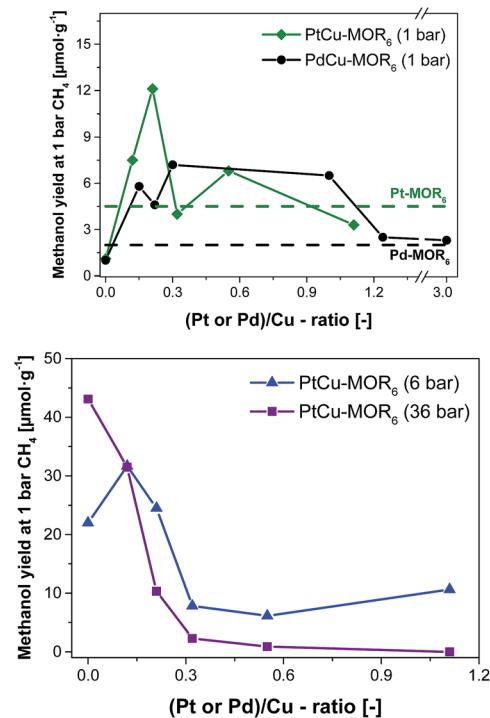 PtCu-MOR₆ (1 bar)
PdCu-MOR₆ (1 bar)
Methanol yield at 1 bar CH₄ [µmol·g⁻¹]
15
12
9
6
3
0
Pt-MOR₆
Pd-MOR₆
0.0 0.3 0.6 0.9 1.2 3.0
(Pt or Pd)/Cu - ratio [-]
PtCu-MOR₆ (6 bar)
PtCu-MOR₆ (36 bar)
Methanol yield at 1 bar CH₄ [µmol·g⁻¹]
50
40
30
20
10
0
0.0 0.3 0.6 0.9 1.2
(Pt or Pd)/Cu - ratio [-]